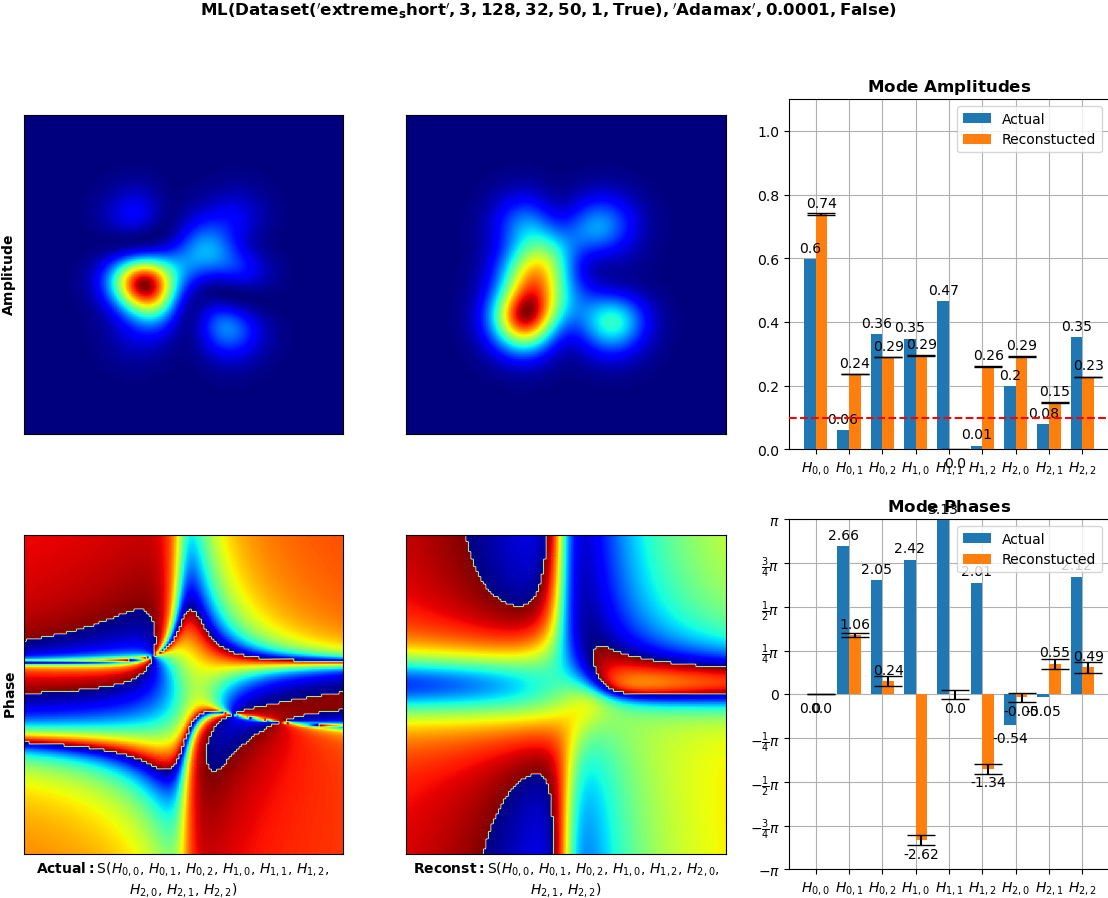 ML(Dataset('extreme_short', 3, 128, 32, 50, 1, True), 'Adamax', 0.0001, False)
Amplitude
Mode Amplitudes
Actual
Reconstucted
1.0
0.8
0.6
0.4
0.2
0.0
0.6
0.74
0.06
0.24
0.36
0.29
0.35
0.29
0.47
0.0
0.01
0.26
0.2
0.29
0.08
0.15
0.35
0.23
H0,0 H0,1 H0,2 H1,0 H1,1 H1,2 H2,0 H2,1 H2,2
Phase
Mode Phases
Actual
Reconstucted
π
3/4π
1/2π
1/4π
0
−1/4π
−1/2π
−3/4π
−π
0.0
0.0
2.66
1.06
2.05
0.24
2.42
-2.62
3.13
0.0
2.01
-1.34
-0.54
-0.05
-0.05
0.55
2.12
0.49
H0,0 H0,1 H0,2 H1,0 H1,1 H1,2 H2,0 H2,1 H2,2
Actual: S(H0,0, H0,1, H0,2, H1,0, H1,1, H1,2,
H2,0, H2,1, H2,2)
Reconst: S(H0,0, H0,1, H0,2, H1,0, H1,2, H2,0,
H2,1, H2,2)